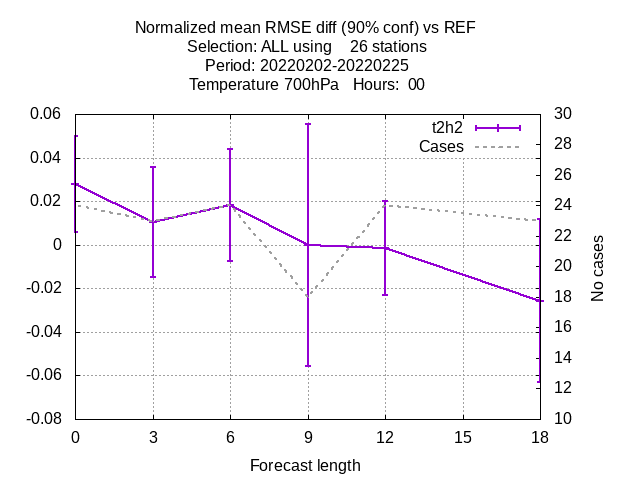 Normalized mean RMSE diff (90% conf) vs REF
Selection: ALL using    26 stations
Period: 20220202-20220225
Temperature 700hPa   Hours:  00
t2h2
Cases
0.06
0.04
0.02
0
-0.02
-0.04
-0.06
-0.08
30
28
26
24
22
20
18
16
14
12
10
No cases
0 3 6 9 12 15 18
Forecast length